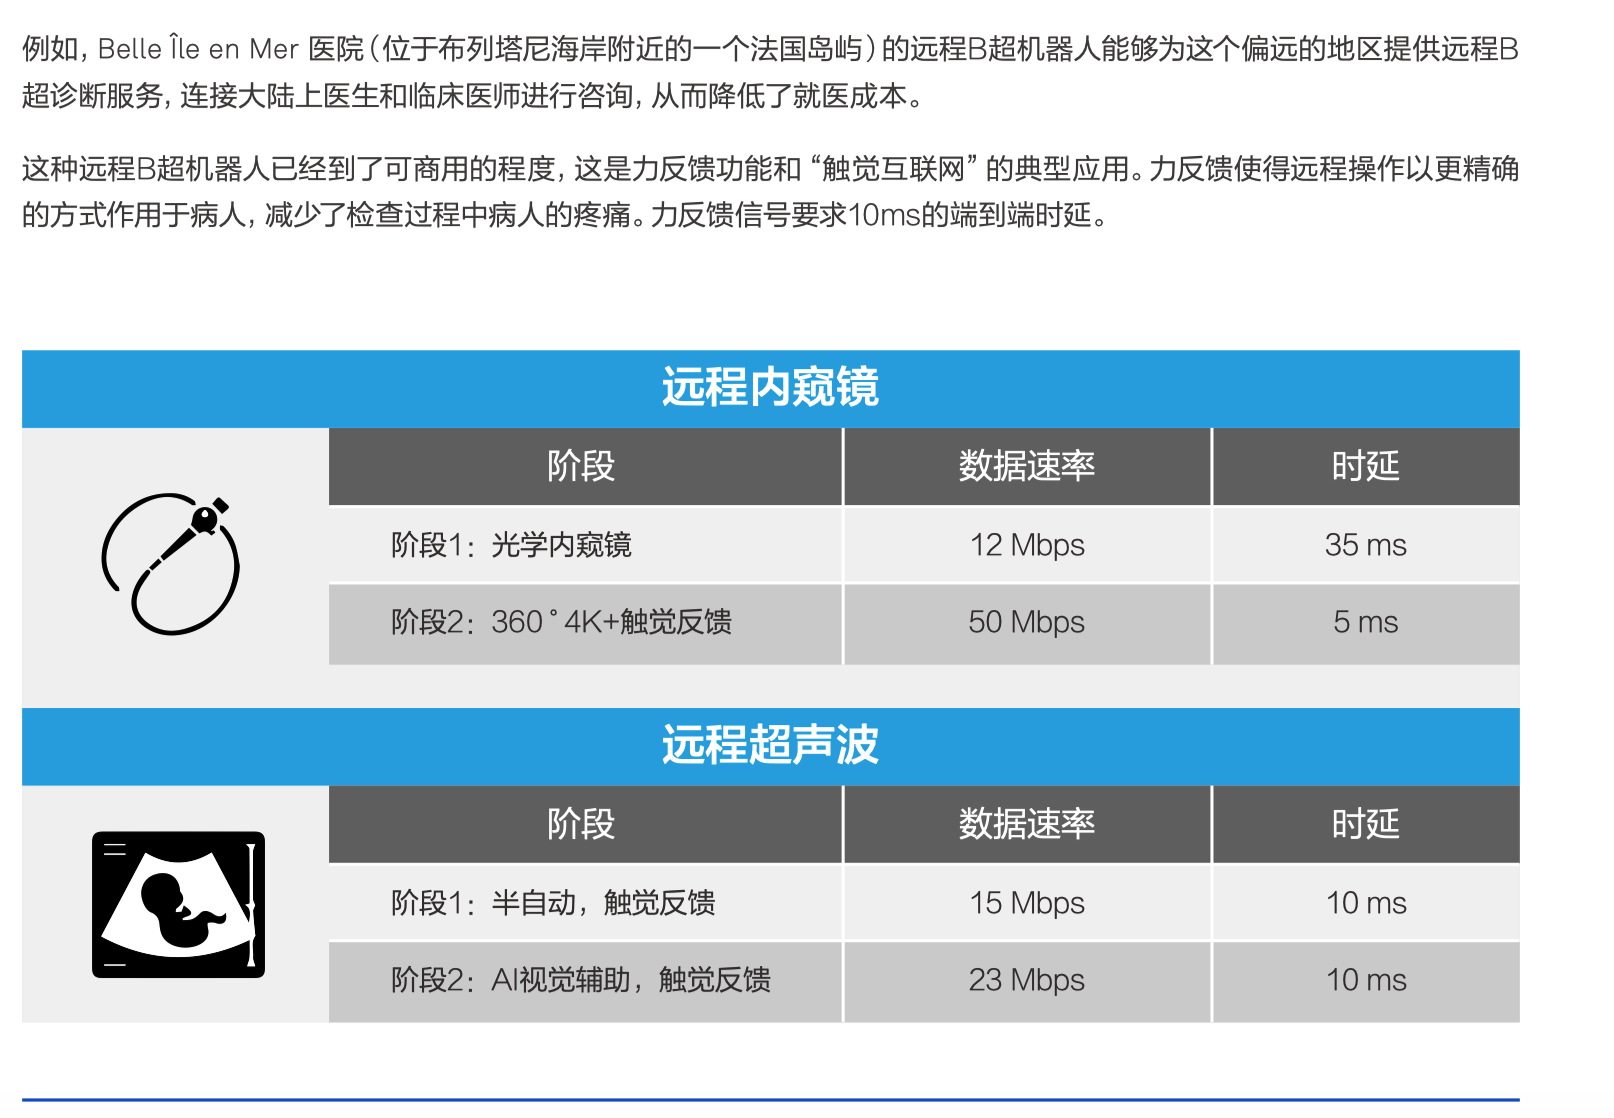 例如, Belle Île en Mer 医院（位于布列塔尼海岸附近的一个法国岛屿）的远程B超机器人能够为这个偏远的地区提供远程B
超诊断服务, 连接大陆上医生和临床医师进行咨询, 从而降低了就医成本。
这种远程B超机器人已经到了可商用的程度, 这是力反馈功能和 “触觉互联网” 的典型应用。力反馈使得远程操作以更精确
的方式作用于病人, 减少了检查过程中病人的疼痛。力反馈信号要求10ms的端到端时延。
远程内窥镜
阶段 数据速率 时延
阶段1：光学内窥镜 12 Mbps 35 ms
阶段2：360°4K+触觉反馈 50 Mbps 5 ms
远程超声波
阶段 数据速率 时延
阶段1：半自动，触觉反馈 15 Mbps 10 ms
阶段2：AI视觉辅助，触觉反馈 23 Mbps 10 ms